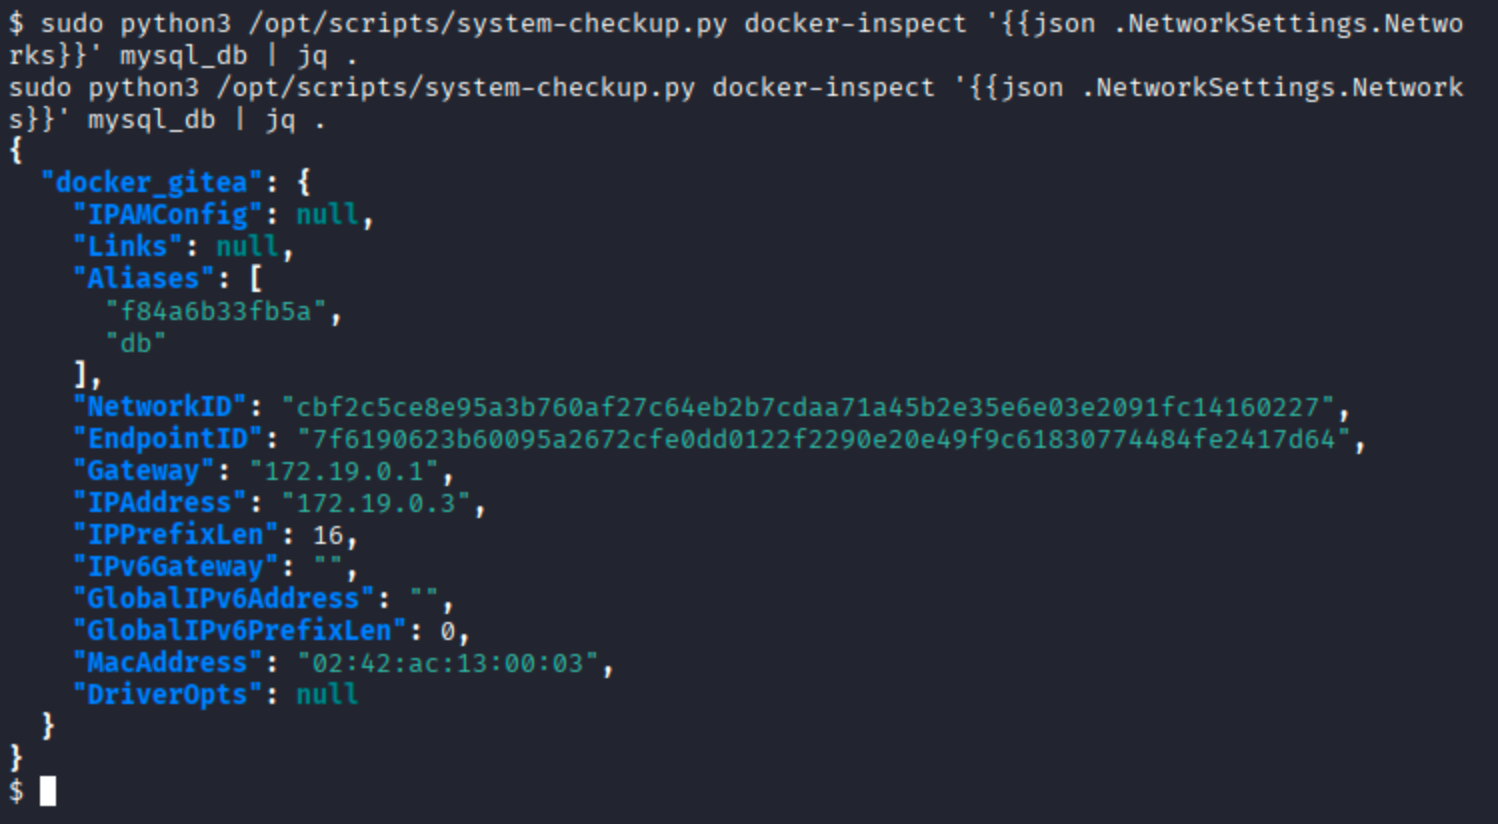 $ sudo python3 /opt/scripts/system-checkup.py docker-inspect '{{json .NetworkSettings.Netwo
rks}}' mysql_db | jq .
sudo python3 /opt/scripts/system-checkup.py docker-inspect '{{json .NetworkSettings.Network
s}}' mysql_db | jq .
{
  "docker_gitea": {
    "IPAMConfig": null,
    "Links": null,
    "Aliases": [
      "f84a6b33fb5a",
      "db"
    ],
    "NetworkID": "cbf2c5ce8e95a3b760af27c64eb2b7cdaa71a45b2e35e6e03e2091fc14160227",
    "EndpointID": "7f6190623b60095a2672cfe0dd0122f2290e20e49f9c61830774484fe2417d64",
    "Gateway": "172.19.0.1",
    "IPAddress": "172.19.0.3",
    "IPPrefixLen": 16,
    "IPv6Gateway": "",
    "GlobalIPv6Address": "",
    "GlobalIPv6PrefixLen": 0,
    "MacAddress": "02:42:ac:13:00:03",
    "DriverOpts": null
  }
}
$